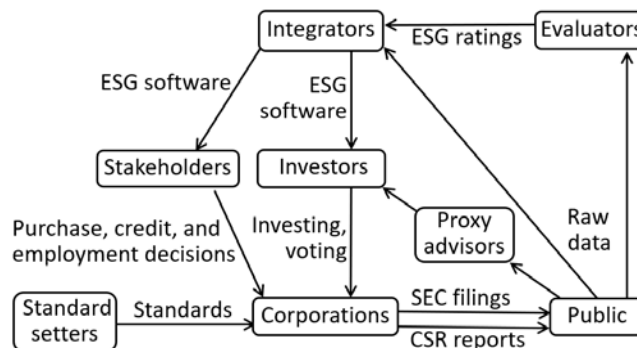 Integrators
ESG ratings
Evaluators
ESG software
ESG
software
Stakeholders
Investors
Purchase, credit, and
employment decisions
Investing,
voting
Proxy
advisors
Raw
data
Standard
setters
Standards
Corporations
SEC filings
CSR reports
Public